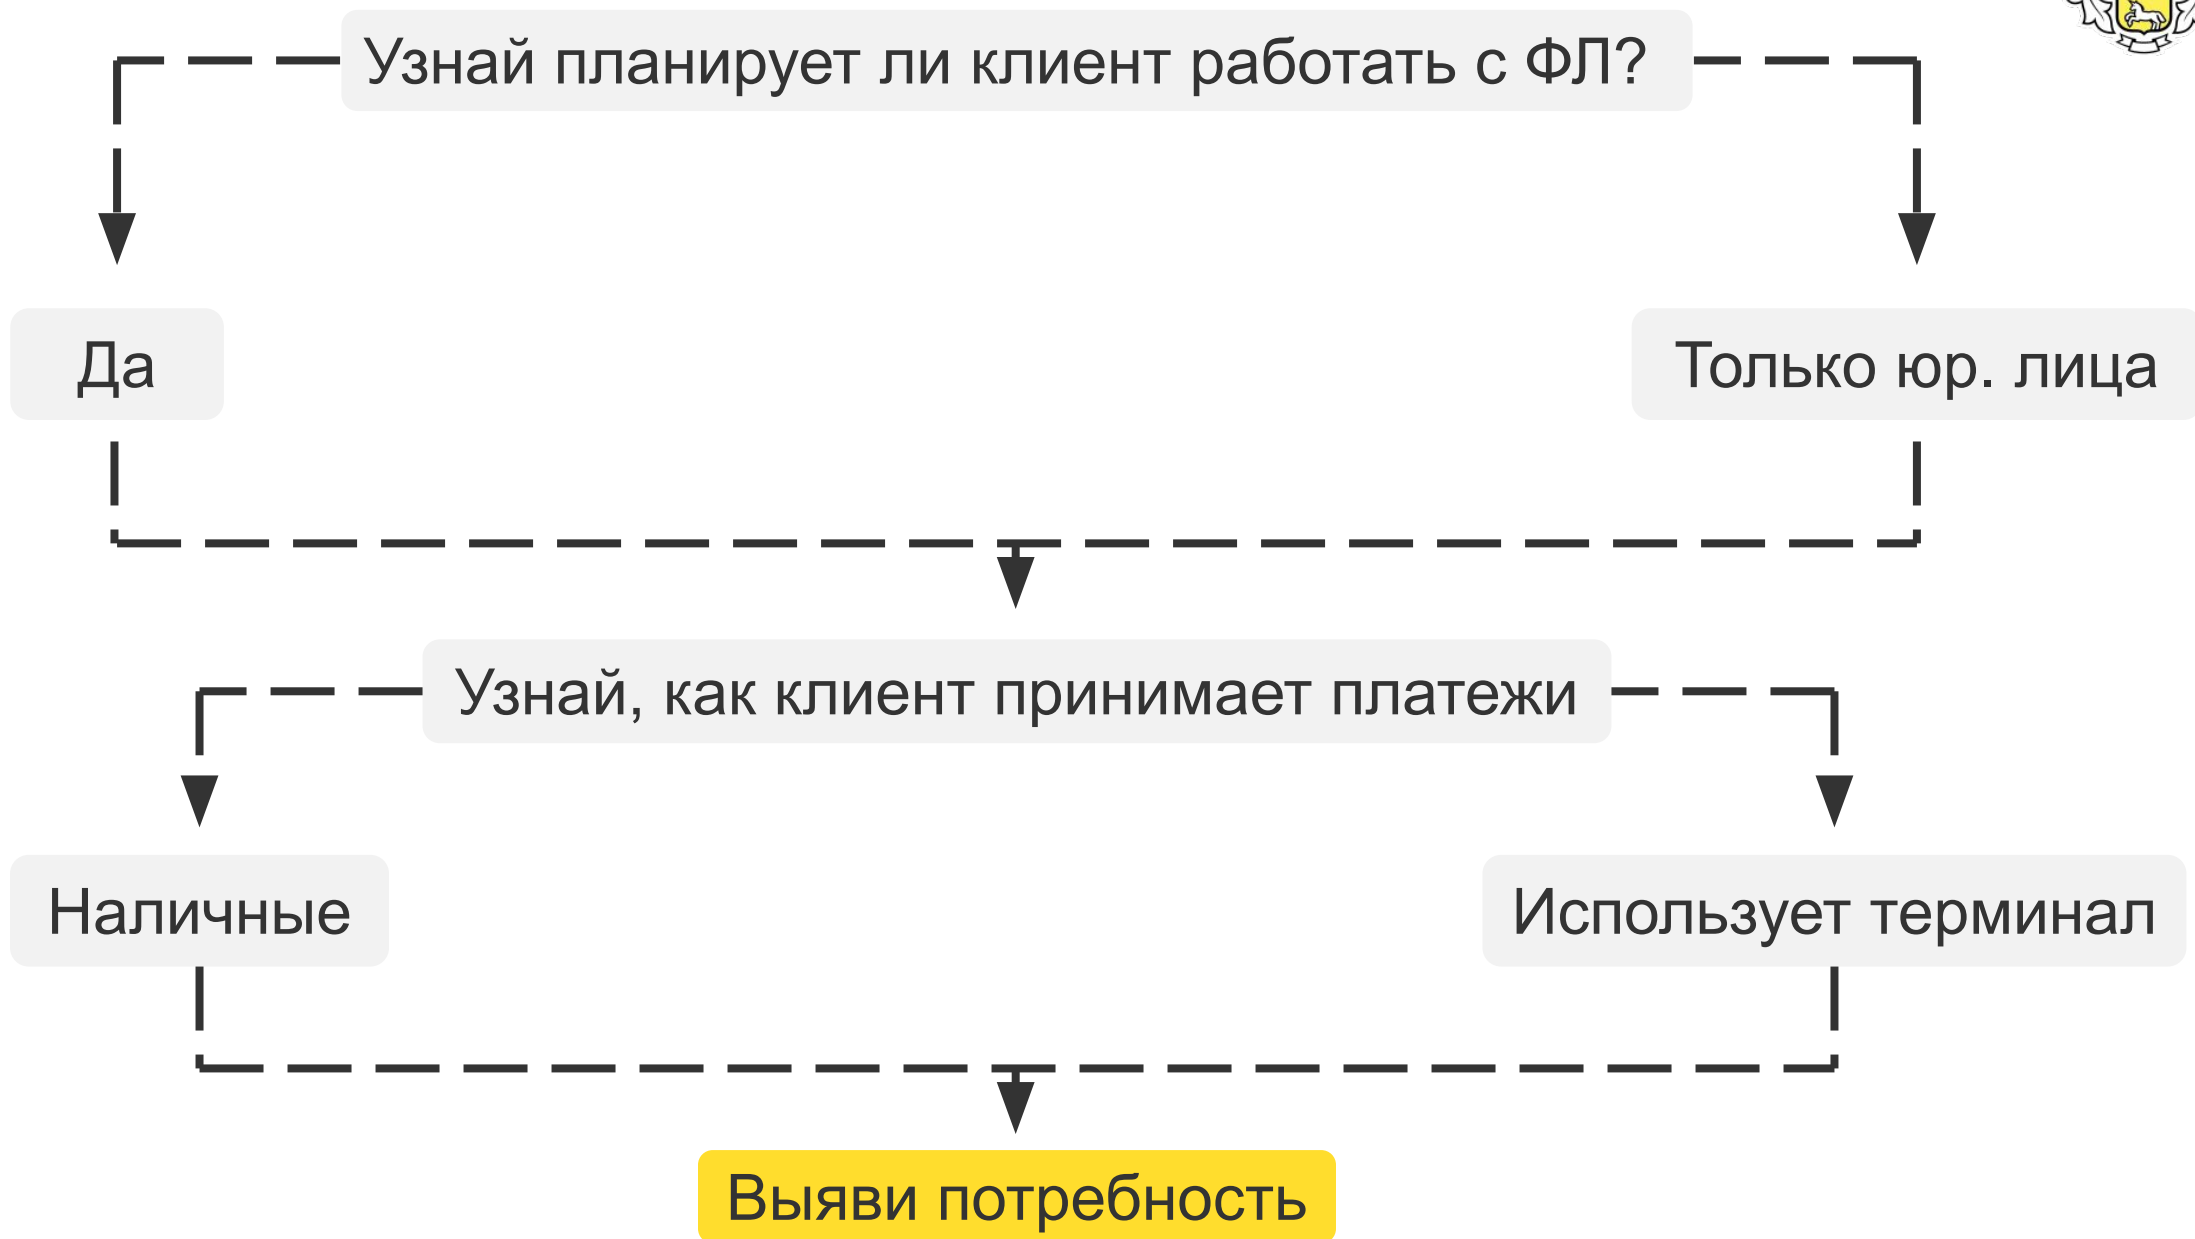 Узнай планирует ли клиент работать с ФЛ?
Да
Только юр. лица
Узнай, как клиент принимает платежи
Наличные
Использует терминал
Выяви потребность